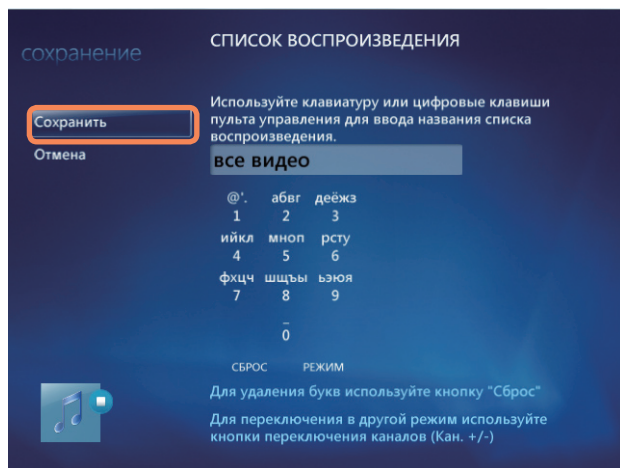 сохранение
СПИСОК ВОСПРОИЗВЕДЕНИЯ
Сохранить
Отмена
Используйте клавиатуру или цифровые клавиши
пульта управления для ввода названия списка
воспроизведения.
все видео
@'. абвг деёжз
1 2 3
ийкл мноп рсту
4 5 6
фхцч шщъы ьэюя
7 8 9
_
0
СБРОС РЕЖИМ
Для удаления букв используйте кнопку "Сброс"
Для переключения в другой режим используйте
кнопки переключения каналов (Кан. +/-)